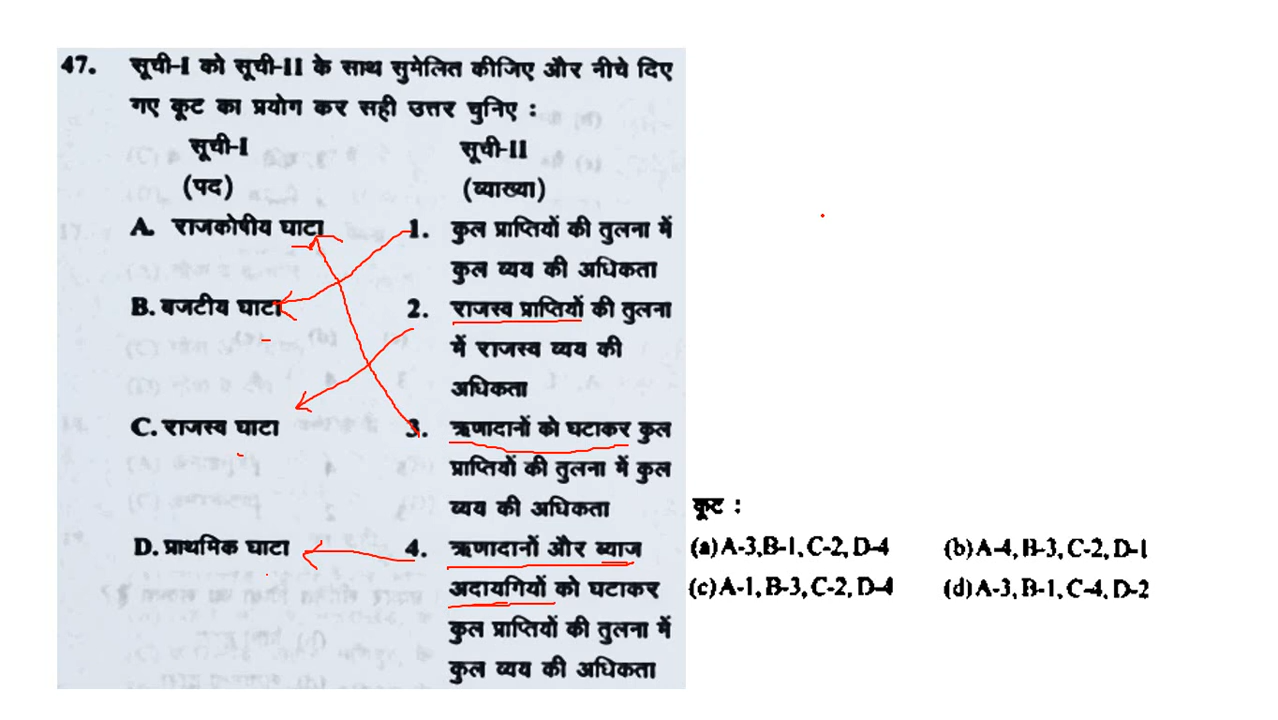 47. सूची-I को सूची-II के साथ सुमेलित कीजिए और नीचे दिए
गए कूट का प्रयोग कर सही उत्तर चुनिए :
सूची-I सूची-II
(पद) (व्याख्या)
A. राजकोषीय घाटा 1. कुल प्राप्तियों की तुलना में
कुल व्यय की अधिकता
B. बजटीय घाटा 2. राजस्व प्राप्तियों की तुलना
में राजस्व व्यय की
अधिकता
C. राजस्व घाटा 3. ऋणादानों को घटाकर कुल
प्राप्तियों की तुलना में कुल
व्यय की अधिकता
D. प्राथमिक घाटा 4. ऋणादानों और ब्याज
अदायगियों को घटाकर
कुल प्राप्तियों की तुलना में
कुल व्यय की अधिकता
कूट :
(a) A-3, B-1, C-2, D-4 (b) A-4, B-3, C-2, D-1
(c) A-1, B-3, C-2, D-4 (d) A-3, B-1, C-4, D-2